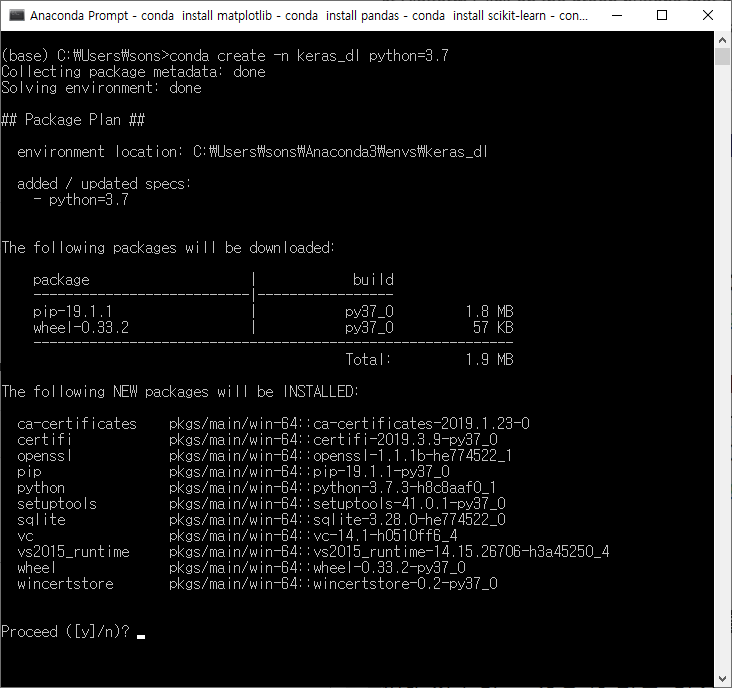 Anaconda Prompt - conda  install matplotlib - conda  install pandas - conda  install scikit-learn - con...
(base) C:₩Users₩sons>conda create -n keras_dl python=3.7
Collecting package metadata: done
Solving environment: done
## Package Plan ##
environment location: C:₩Users₩sons₩Anaconda3₩envs₩keras_dl
added / updated specs:
- python=3.7
The following packages will be downloaded:
package                    |            build
---------------------------|-----------------
pip-19.1.1                 |           py37_0         1.8 MB
wheel-0.33.2               |           py37_0          57 KB
------------------------------------------------------------
Total:         1.9 MB
The following NEW packages will be INSTALLED:
ca-certificates    pkgs/main/win-64::ca-certificates-2019.1.23-0
certifi            pkgs/main/win-64::certifi-2019.3.9-py37_0
openssl            pkgs/main/win-64::openssl-1.1.1b-he774522_1
pip                pkgs/main/win-64::pip-19.1.1-py37_0
python             pkgs/main/win-64::python-3.7.3-h8c8aaf0_1
setuptools         pkgs/main/win-64::setuptools-41.0.1-py37_0
sqlite             pkgs/main/win-64::sqlite-3.28.0-he774522_0
vc                 pkgs/main/win-64::vc-14.1-h0510ff6_4
vs2015_runtime     pkgs/main/win-64::vs2015_runtime-14.15.26706-h3a45250_4
wheel              pkgs/main/win-64::wheel-0.33.2-py37_0
wincertstore       pkgs/main/win-64::wincertstore-0.2-py37_0
Proceed ([y]/n)?